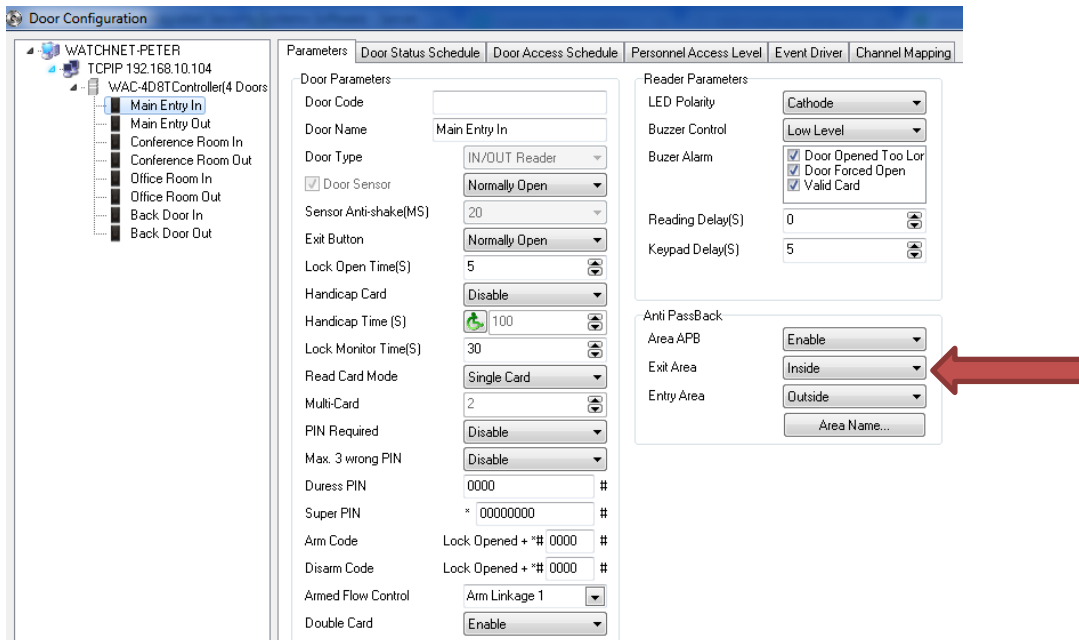 Door Configuration
WATCHNET-PETER
TCPIP 192.168.10.104
WAC-4D8TController(4 Doors
Main Entry In
Main Entry Out
Conference Room In
Conference Room Out
Office Room In
Office Room Out
Back Door In
Back Door Out
Parameters Door Status Schedule Door Access Schedule Personnel Access Level Event Driver Channel Mapping
Door Parameters
Door Code
Door Name Main Entry In
Door Type IN/OUT Reader
Door Sensor Normally Open
Sensor Anti-shake(MS) 20
Exit Button Normally Open
Lock Open Time(S) 5
Handicap Card Disable
Handicap Time (S) 100
Lock Monitor Time(S) 30
Read Card Mode Single Card
Multi-Card 2
PIN Required Disable
Max. 3 wrong PIN Disable
Duress PIN 0000 #
Super PIN * 00000000 #
Arm Code Lock Opened + *# 0000 #
Disarm Code Lock Opened + *# 0000 #
Armed Flow Control Arm Linkage 1
Double Card Enable
Reader Parameters
LED Polarity Cathode
Buzzer Control Low Level
Buzer Alarm Door Opened Too Lor
Door Forced Open
Valid Card
Reading Delay(S) 0
Keypad Delay(S) 5
Anti PassBack
Area APB Enable
Exit Area Inside
Entry Area Outside
Area Name...